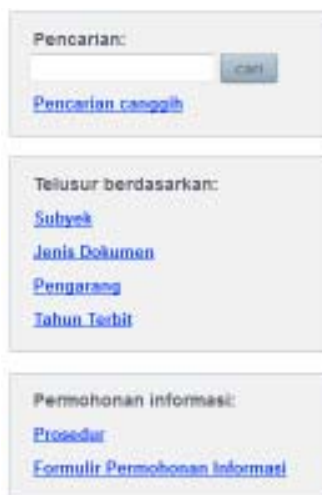 Pencarian:
cari
Pencarian canggih
Telusur berdasarkan:
Subyek
Jenis Dokumen
Pengarang
Tahun Terbit
Permohonan informasi:
Prosedur
Formulir Permohonan Informasi